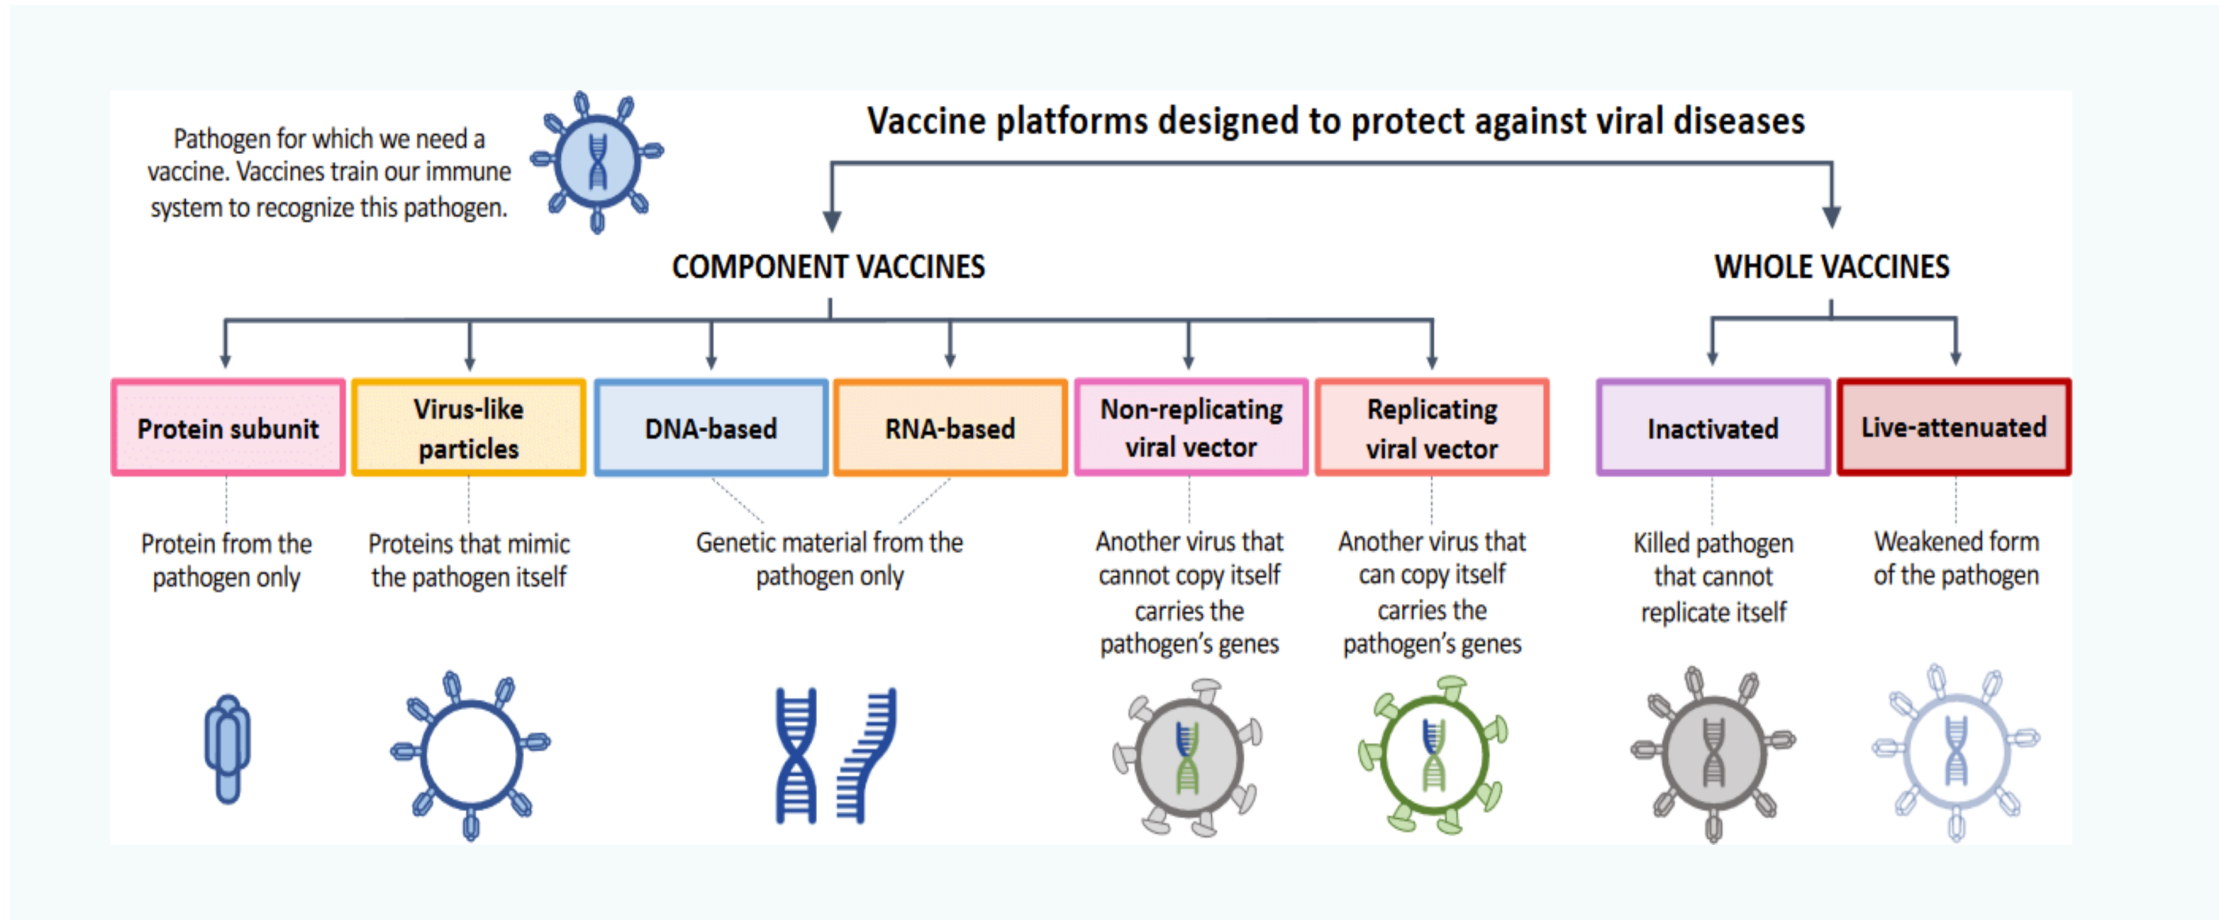 Pathogen for which we need a
vaccine. Vaccines train our immune
system to recognize this pathogen.
Vaccine platforms designed to protect against viral diseases
COMPONENT VACCINES
WHOLE VACCINES
Protein subunit
Virus-like
particles
DNA-based
RNA-based
Non-replicating
viral vector
Replicating
viral vector
Inactivated
Live-attenuated
Protein from the
pathogen only
Proteins that mimic
the pathogen itself
Genetic material from the
pathogen only
Another virus that
cannot copy itself
carries the
pathogen's genes
Another virus that
can copy itself
carries the
pathogen's genes
Killed pathogen
that cannot
replicate itself
Weakened form
of the pathogen